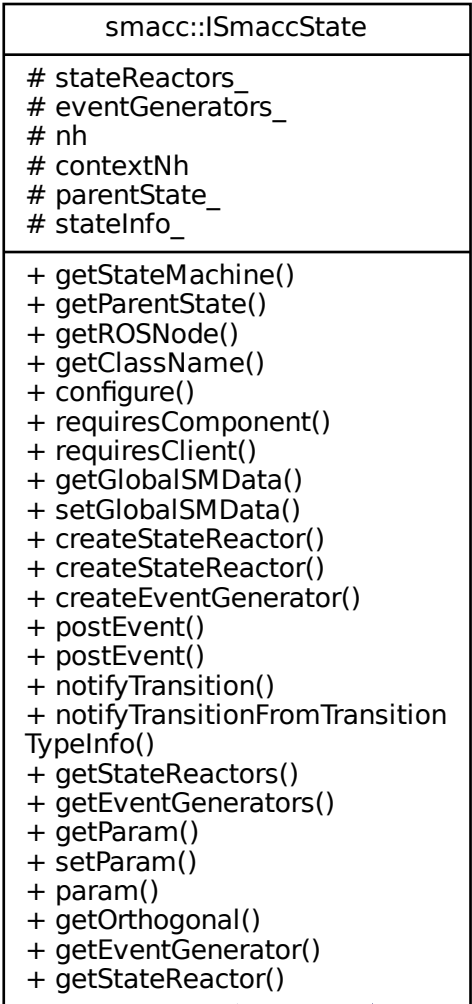 smacc::ISmaccState
# stateReactors_
# eventGenerators_
# nh
# contextNh
# parentState_
# stateInfo_
+ getStateMachine()
+ getParentState()
+ getROSNode()
+ getClassName()
+ configure()
+ requiresComponent()
+ requiresClient()
+ getGlobalSMData()
+ setGlobalSMData()
+ createStateReactor()
+ createStateReactor()
+ createEventGenerator()
+ postEvent()
+ postEvent()
+ notifyTransition()
+ notifyTransitionFromTransition
TypeInfo()
+ getStateReactors()
+ getEventGenerators()
+ getParam()
+ setParam()
+ param()
+ getOrthogonal()
+ getEventGenerator()
+ getStateReactor()